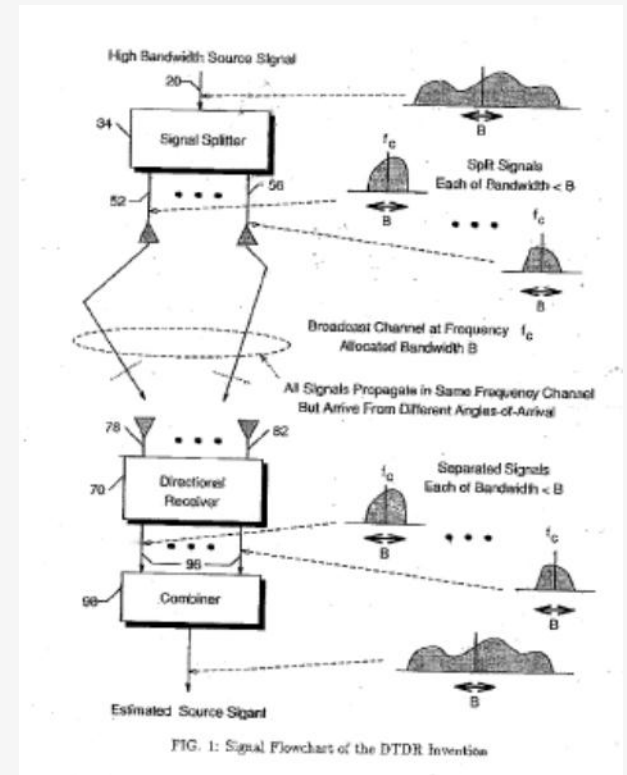 High Bandwidth Source Signal
20
34
Signal Splitter
B
fc
Split Signals
Each of Bandwidth < B
52
56
B
fc
B
Broadcast Channel at Frequency fc
Allocated Bandwidth B
All Signals Propagate in Same Frequency Channel
But Arrive From Different Angles-of-Arrival
78
82
70
Directional
Receiver
fc
Separated Signals
Each of Bandwidth < B
B
fc
96
98
Combiner
B
B
Estimated Source Siganl
FIG. 1: Signal Flowchart of the DTDR Invention